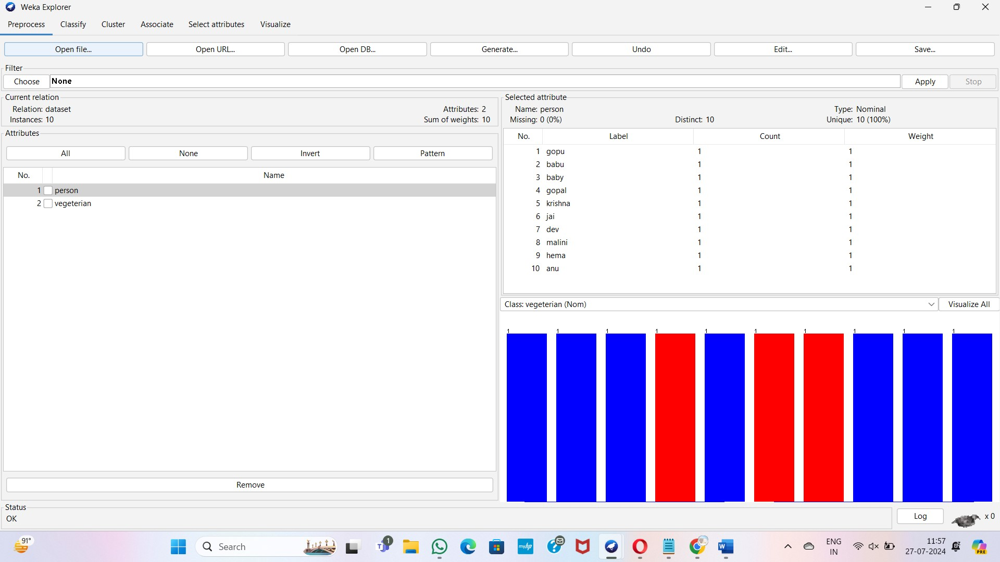 Weka Explorer
Preprocess Classify Cluster Associate Select attributes Visualize
Open file... Open URL... Open DB... Generate... Undo Edit... Save...
Filter
Choose None Apply Stop
Current relation
Relation: dataset Attributes: 2
Instances: 10 Sum of weights: 10
Attributes
All None Invert Pattern
No. Name
1 person
2 vegeterian
Remove
Selected attribute
Name: person Type: Nominal
Missing: 0 (0%) Distinct: 10 Unique: 10 (100%)
No. Label Count Weight
1 gopu 1 1
2 babu 1 1
3 baby 1 1
4 gopal 1 1
5 krishna 1 1
6 jai 1 1
7 dev 1 1
8 malini 1 1
9 hema 1 1
10 anu 1 1
Class: vegeterian (Nom) Visualize All
1 1 1 1 1 1 1 1 1 1
Status
OK
Log x 0
91° Search 1 myhp W ENG 11:57
IN 27-07-2024 PRE